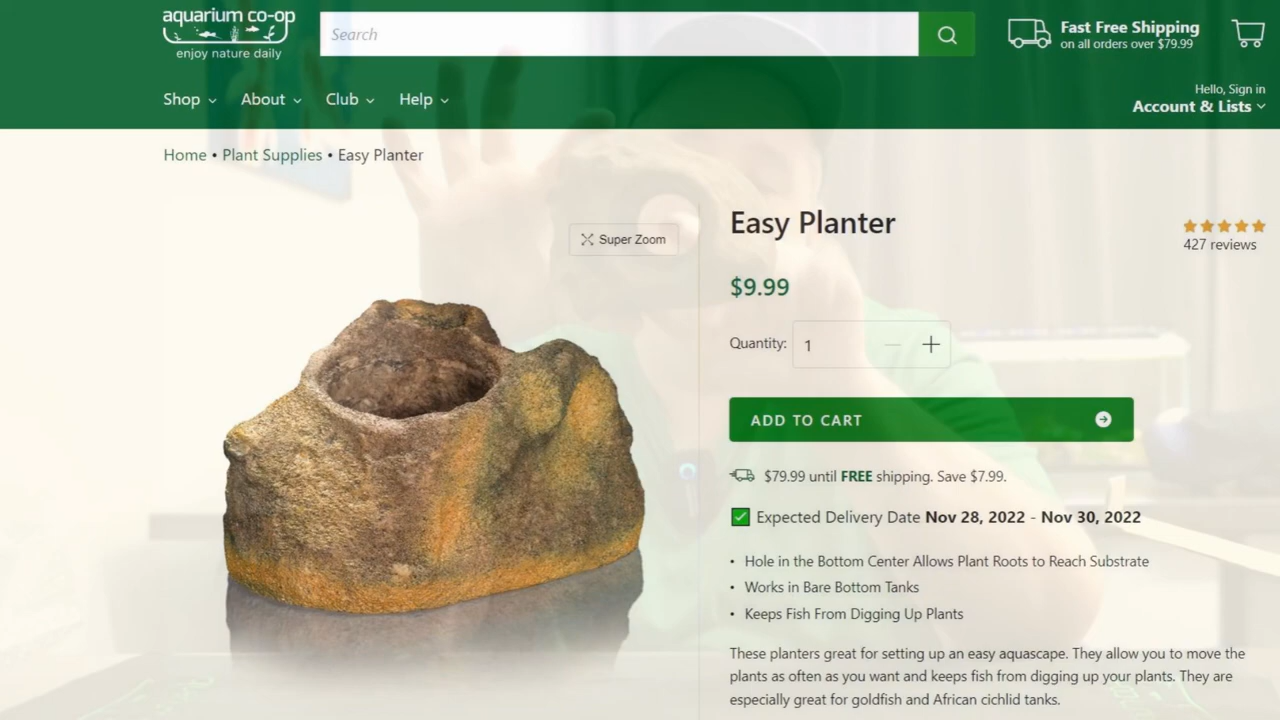 aquarium co-op
enjoy nature daily
Search
Fast Free Shipping
on all orders over $79.99
Shop
About
Club
Help
Hello, Sign in
Account & Lists
Home • Plant Supplies • Easy Planter
Super Zoom
Easy Planter
427 reviews
$9.99
Quantity: 1
ADD TO CART
$79.99 until FREE shipping. Save $7.99.
Expected Delivery Date Nov 28, 2022 - Nov 30, 2022
• Hole in the Bottom Center Allows Plant Roots to Reach Substrate
• Works in Bare Bottom Tanks
• Keeps Fish From Digging Up Plants
These planters great for setting up an easy aquascape. They allow you to move the
plants as often as you want and keeps fish from digging up your plants. They are
especially great for goldfish and African cichlid tanks.